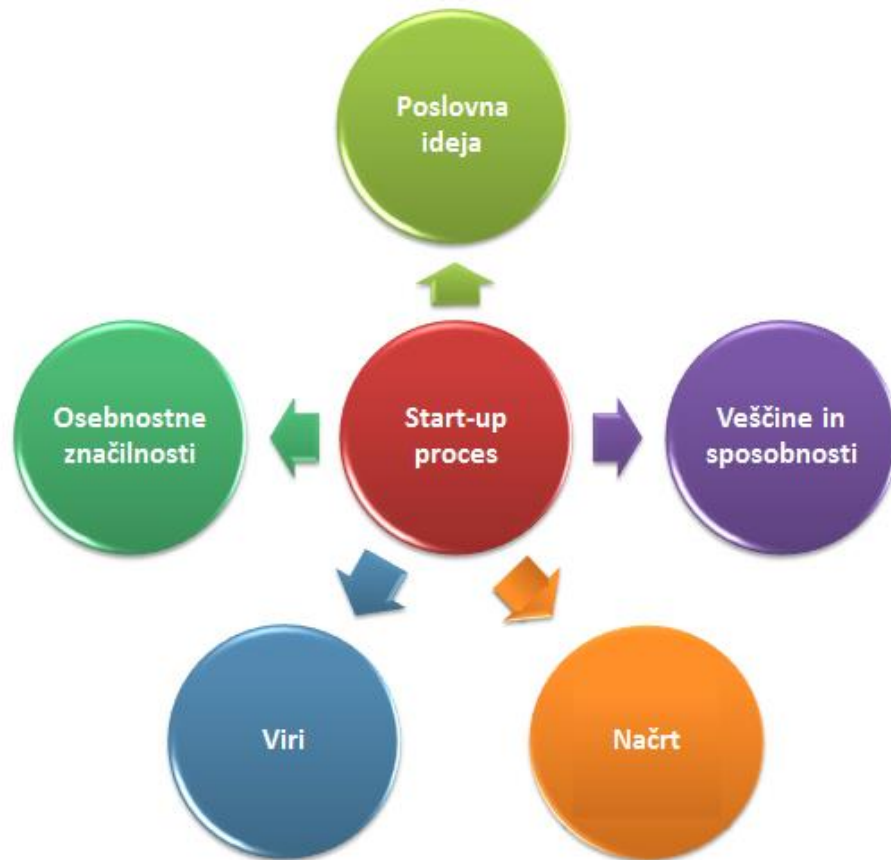 Poslovna
ideja
Osebnostne
značilnosti
Start-up
proces
Veščine in
sposobnosti
Viri
Načrt